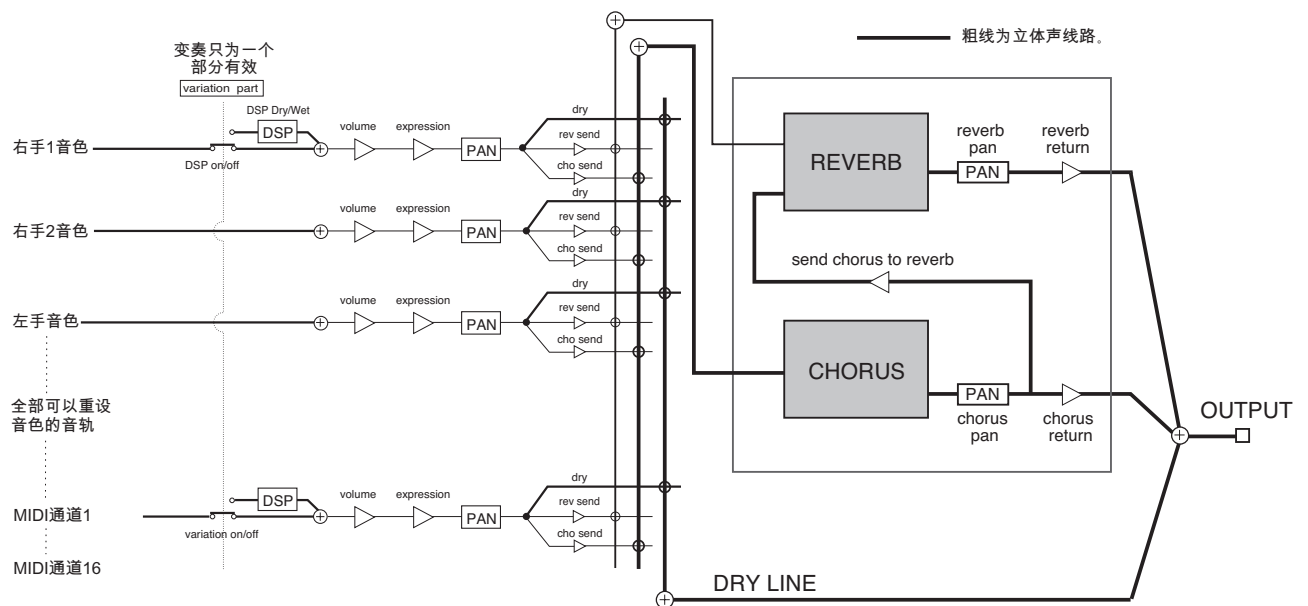 粗线为立体声线路。
变奏只为一个
部分有效
variation part
DSP Dry/Wet
DSP
右手1音色
DSP on/off
volume
expression
PAN
dry
rev send
cho send
右手2音色
volume
expression
PAN
dry
rev send
cho send
左手音色
volume
expression
PAN
dry
rev send
cho send
全部可以重设
音色的音轨
MIDI通道1
DSP
variation on/off
volume
expression
PAN
dry
rev send
cho send
MIDI通道16
REVERB
reverb
pan
PAN
reverb
return
send chorus to reverb
CHORUS
PAN
chorus
pan
chorus
return
OUTPUT
DRY LINE